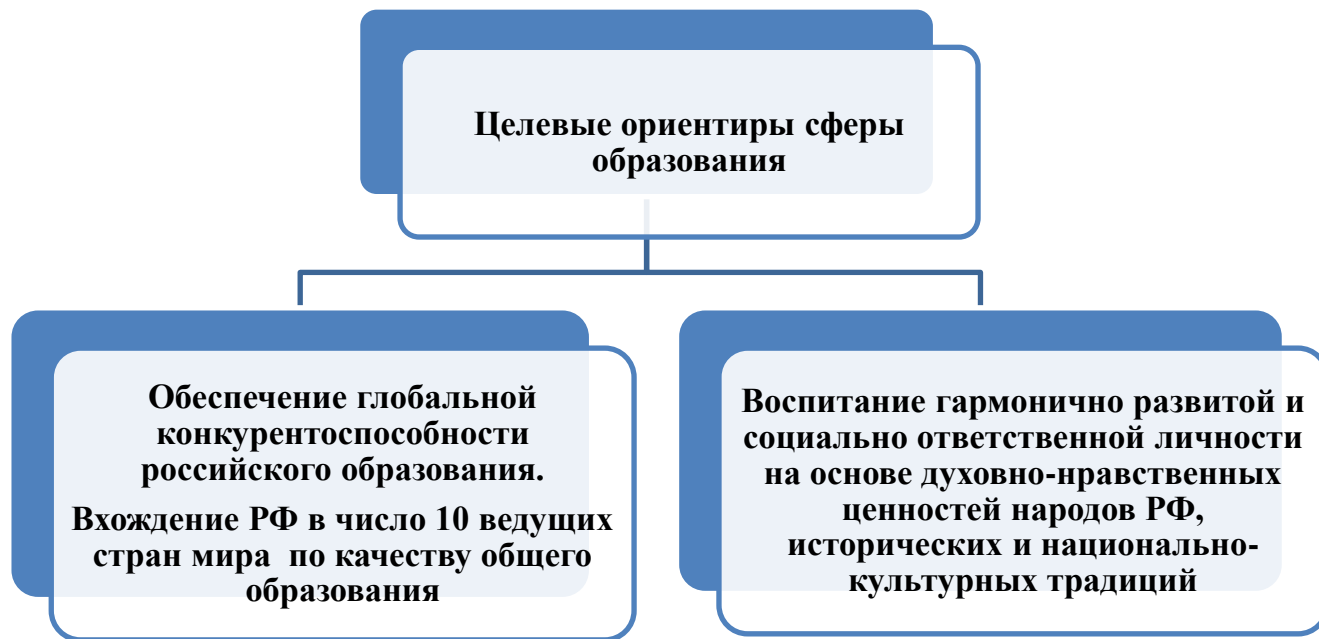 Целевые ориентиры сферы
образования
Обеспечение глобальной
конкурентоспособности
российского образования.
Вхождение РФ в число 10 ведущих
стран мира по качеству общего
образования
Воспитание гармонично развитой и
социально ответственной личности
на основе духовно-нравственных
ценностей народов РФ,
исторических и национально-
культурных традиций